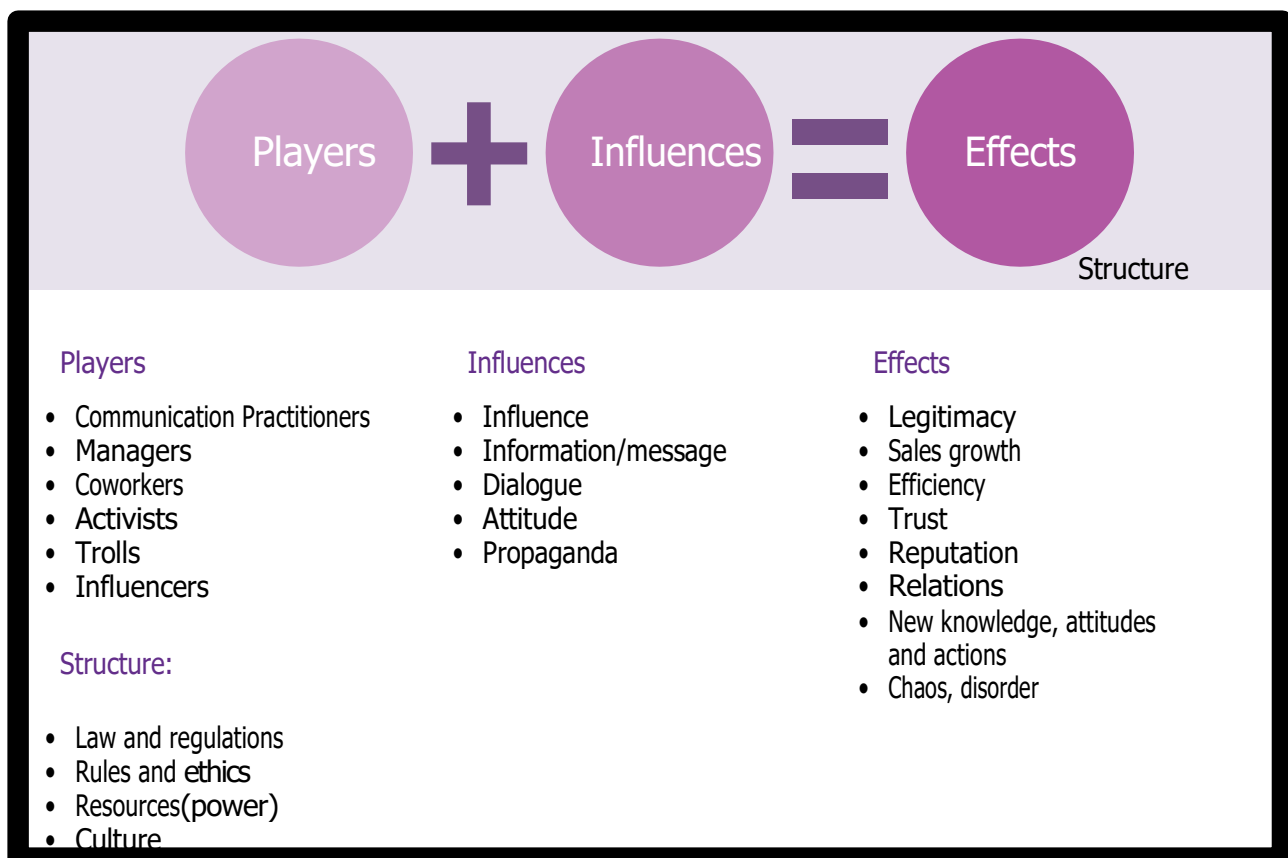 Players
Influences
Effects
Structure
Players
• Communication Practitioners
• Managers
• Coworkers
• Activists
• Trolls
• Influencers
Structure:
• Law and regulations
• Rules and ethics
• Resources(power)
• Culture
Influences
• Influence
• Information/message
• Dialogue
• Attitude
• Propaganda
Effects
• Legitimacy
• Sales growth
• Efficiency
• Trust
• Reputation
• Relations
• New knowledge, attitudes
and actions
• Chaos, disorder